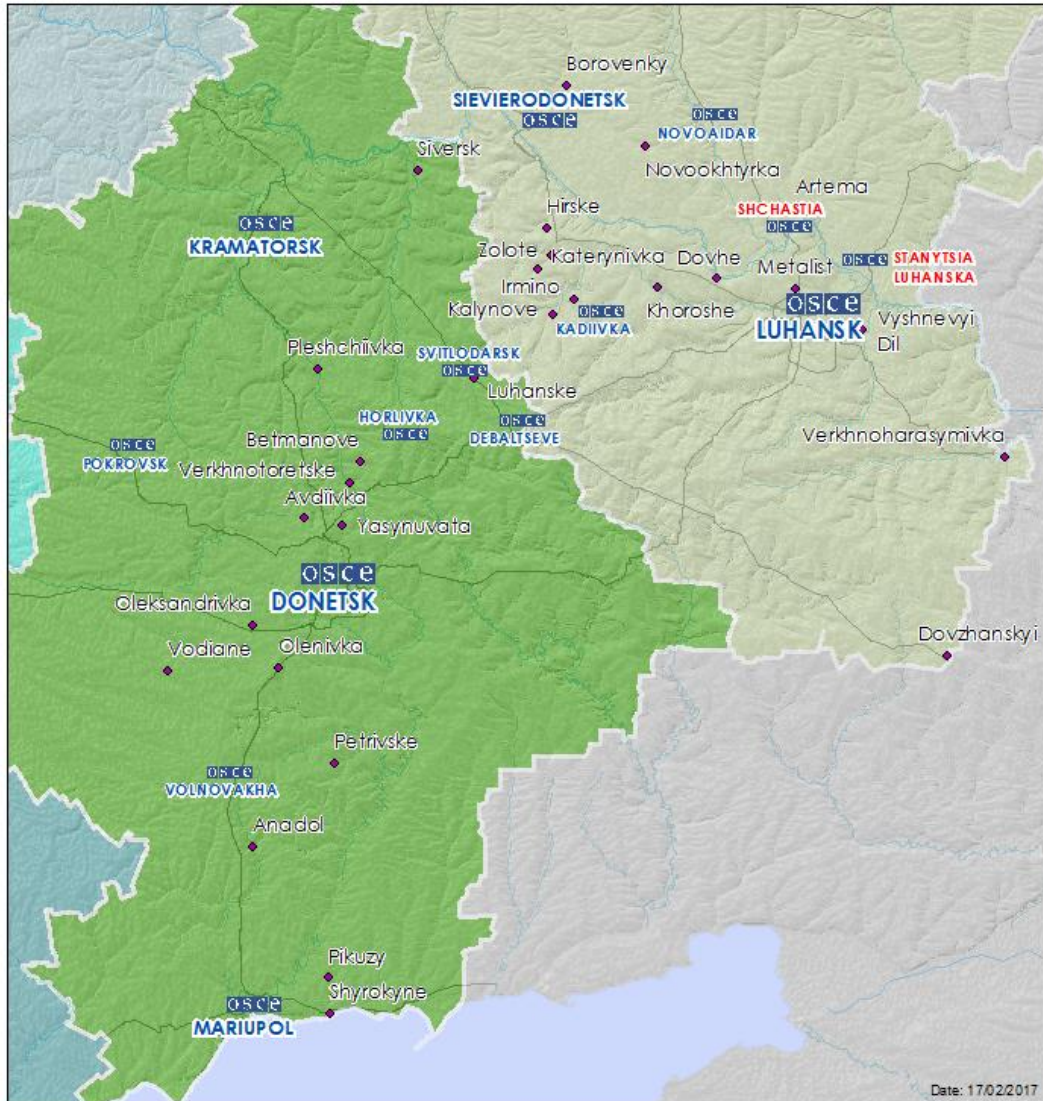 Borovenky
SIEVIERODONETSK
osce
osce
NOVOAIDAR
Siversk
Novookhtyrka
Artema
Hirske
SHCHASTIA
osce
osce
KRAMATORSK
Zolote
Katerynivka
Dovhe
Metalist
osce
STANYTSIA
LUHANSKA
Irmino
Khoroshe
osce
LUHANSK
Kalynove
osce
KADIIVKA
Vyshnevyi
Dil
Pleshchiivka
SVITLODARSK
osce
Luhanske
HORLIVKA
osce
osce
DEBALTSEVE
osce
POKROVSK
Betmanove
Verkhnoharasymivka
Verkhnotoretske
Avdiivka
Yasynuvata
osce
DONETSK
Oleksandrivka
Vodiane
Olenivka
Dovzhanskyi
Petrivske
osce
VOLNOVAKHA
Anadol
Pikuzy
Shyrokyne
osce
MARIUPOL
Date: 17/02/2017